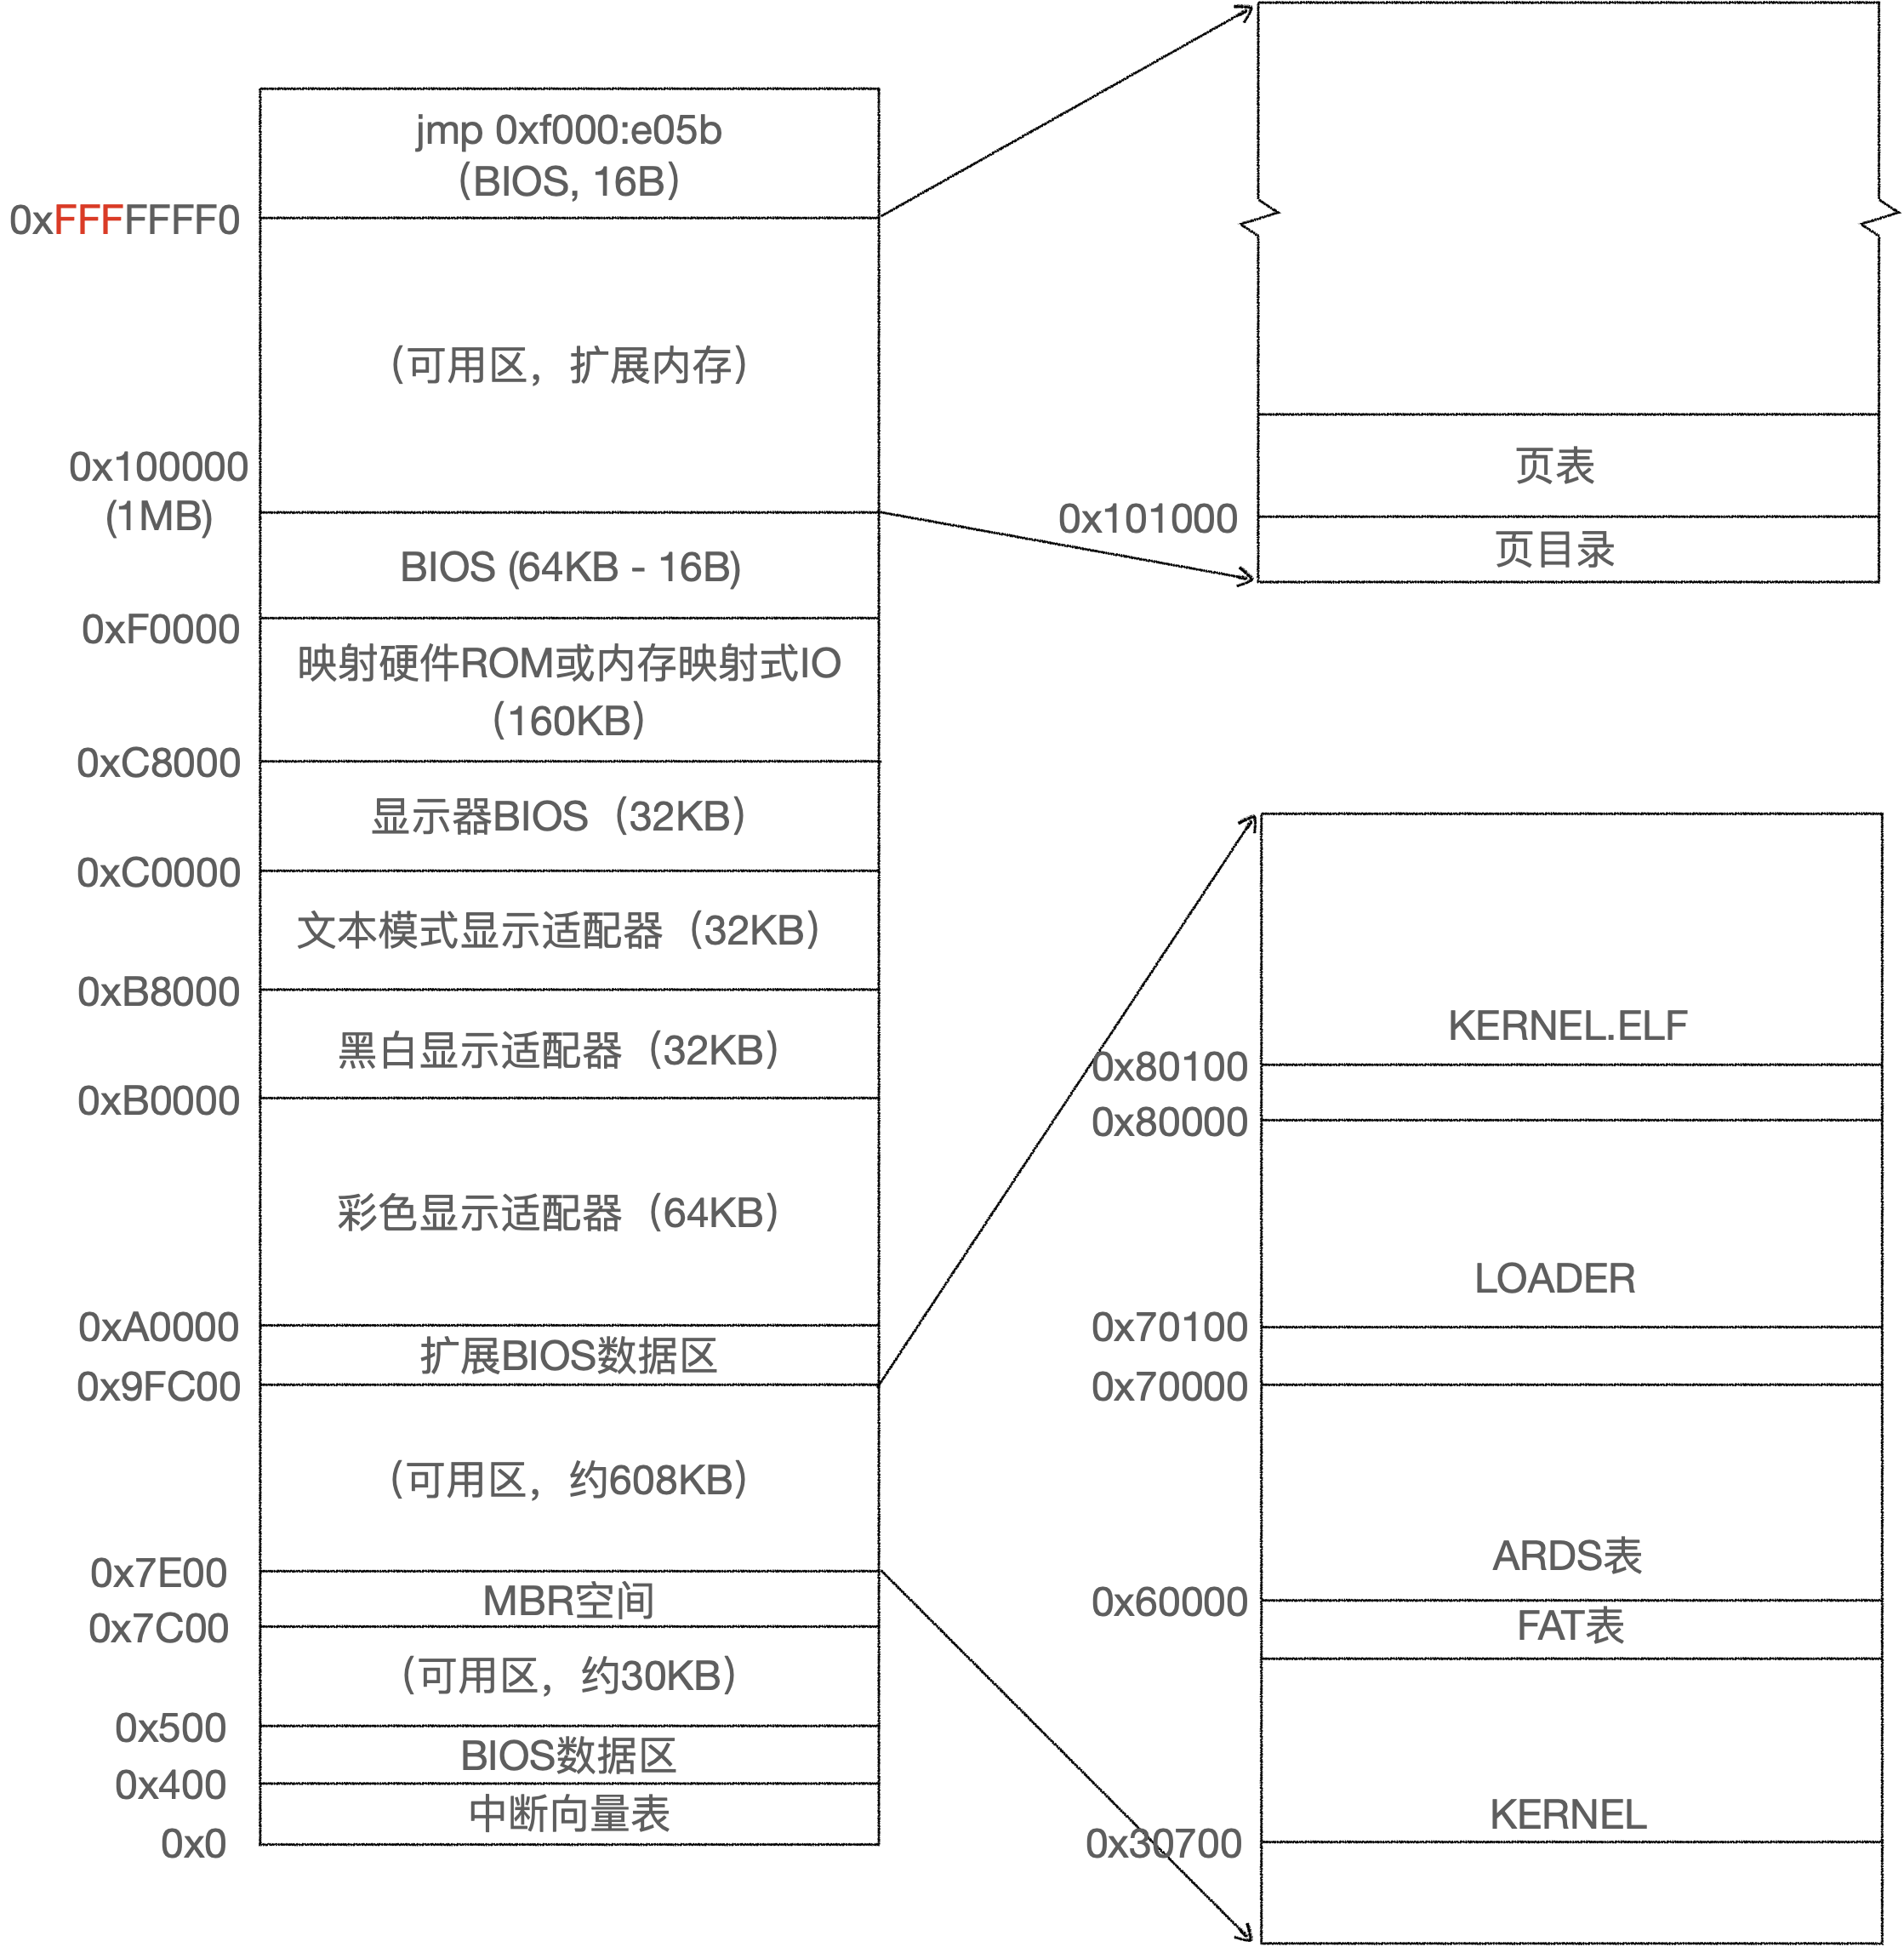 jmp 0xf000:e05b
(BIOS, 16B)
0xFFFFFFF0
(可用区，扩展内存)
0x100000
(1MB)
BIOS (64KB - 16B)
0xF0000
映射硬件ROM或内存映射式IO
(160KB)
0xC8000
显示器BIOS（32KB）
0xC0000
文本模式显示适配器（32KB）
0xB8000
黑白显示适配器（32KB）
0xB0000
彩色显示适配器（64KB）
0xA0000
扩展BIOS数据区
0x9FC00
(可用区，约608KB)
0x7E00
MBR空间
0x7C00
(可用区，约30KB)
0x500
BIOS数据区
0x400
中断向量表
0x0
页表
0x101000
页目录
KERNEL.ELF
0x80100
0x80000
LOADER
0x70100
0x70000
ARDS表
0x60000
FAT表
KERNEL
0x30700